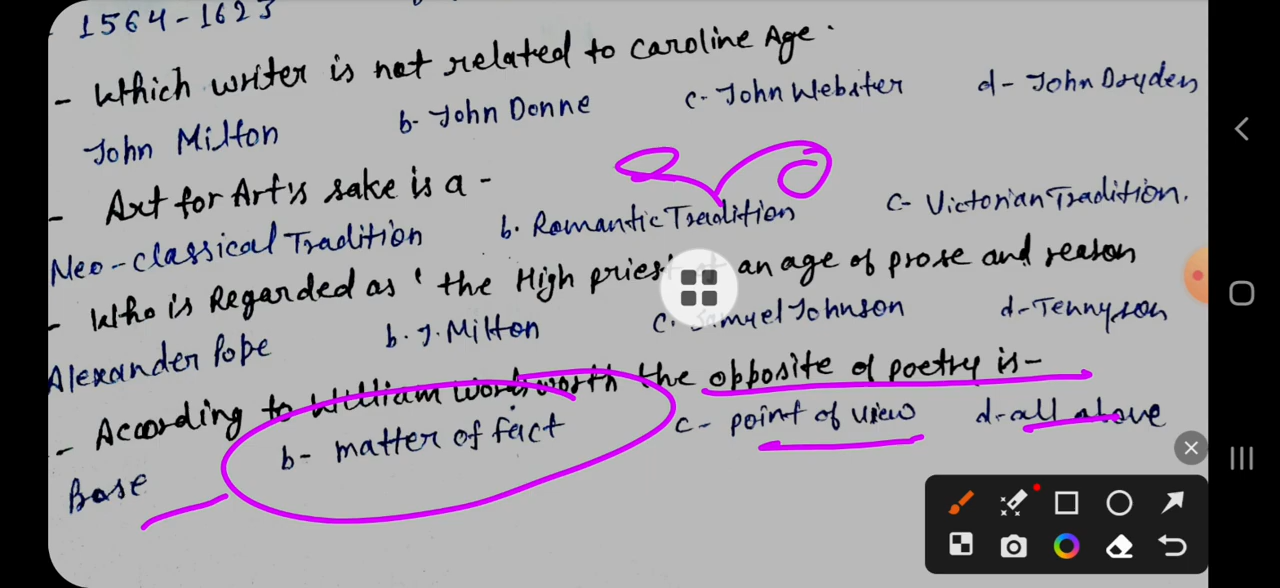 1564-1623
- Which writer is not related to Caroline Age.
John Milton b- John Donne c- John Webster d- John Dryden
- Art for Art's sake is a -
Neo-classical Tradition b. Romantic Tradition c- Victorian Tradition.
- Who is Regarded as 'the High priest an age of prose and reason
Alexander Pope b. J. Milton c. Samuel Johnson d- Tennyson
- According to William Wordsworth the opposite of poetry is-
Base b- matter of fact c- point of view d- all above